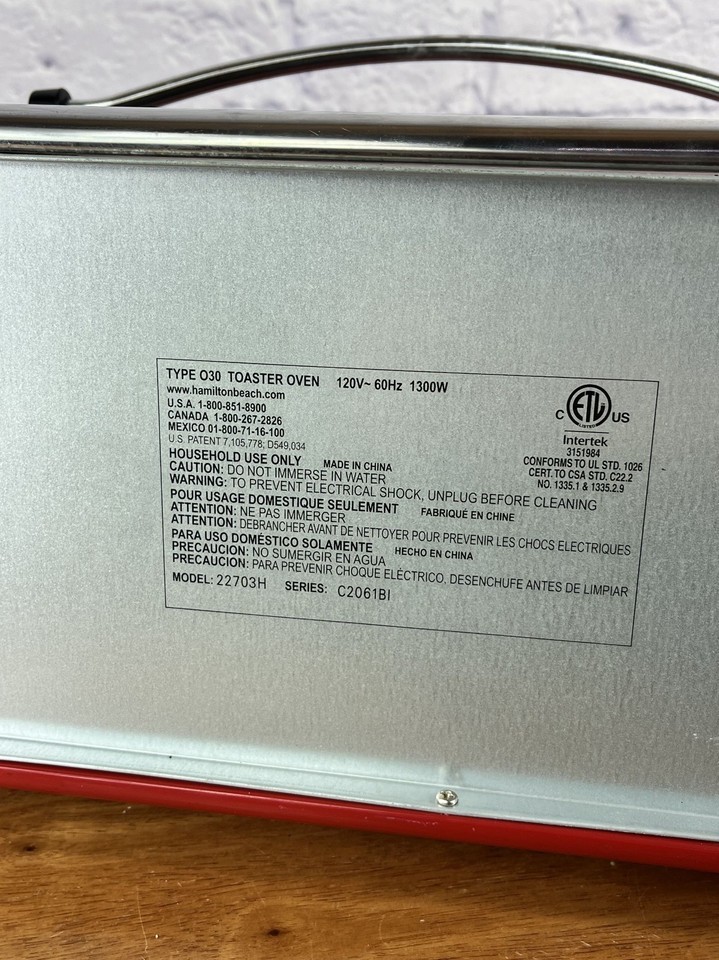 TYPE O30 TOASTER OVEN 120V~ 60Hz 1300W
www.hamiltonbeach.com
U.S.A. 1-800-851-8900
CANADA 1-800-267-2826
MEXICO 01-800-71-16-100
U.S. PATENT 7,105,778; D549,034
HOUSEHOLD USE ONLY MADE IN CHINA
CAUTION: DO NOT IMMERSE IN WATER
WARNING: TO PREVENT ELECTRICAL SHOCK, UNPLUG BEFORE CLEANING
POUR USAGE DOMESTIQUE SEULEMENT FABRIQUÉ EN CHINE
ATTENTION: NE PAS IMMERGER
ATTENTION: DEBRANCHER AVANT DE NETTOYER POUR PREVENIR LES CHOCS ELECTRIQUES
PARA USO DOMÉSTICO SOLAMENTE HECHO EN CHINA
PRECAUCION: NO SUMERGIR EN AGUA
PRECAUCION: PARA PREVENIR CHOQUE ELÉCTRICO, DESENCHUFE ANTES DE LIMPIAR
MODEL: 22703H SERIES: C2061BI
C ETL US
LISTED
Intertek
3151984
CONFORMS TO UL STD. 1026
CERT. TO CSA STD. C22.2
NO. 1335.1 & 1335.2.9